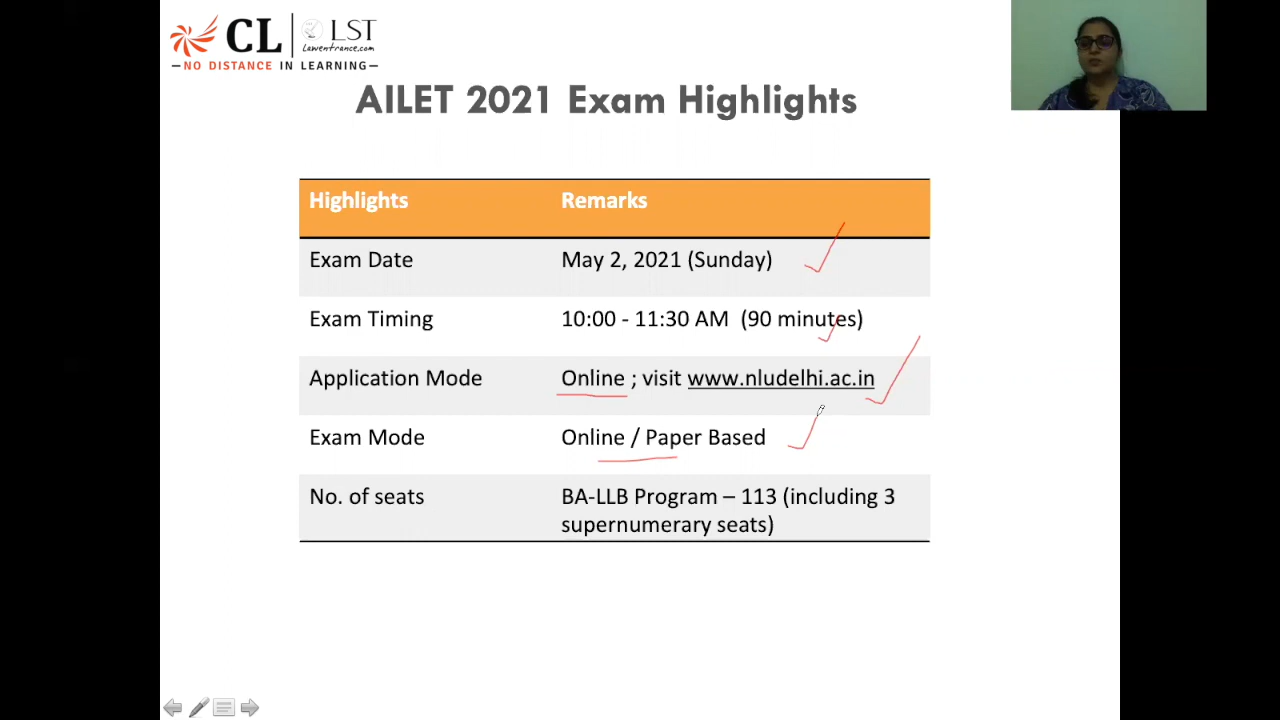 CL LST
Lawentrance.com
NO DISTANCE IN LEARNING
AILET 2021 Exam Highlights
Highlights Remarks
Exam Date May 2, 2021 (Sunday)
Exam Timing 10:00 - 11:30 AM (90 minutes)
Application Mode Online ; visit www.nludelhi.ac.in
Exam Mode Online / Paper Based
No. of seats BA-LLB Program – 113 (including 3
supernumerary seats)